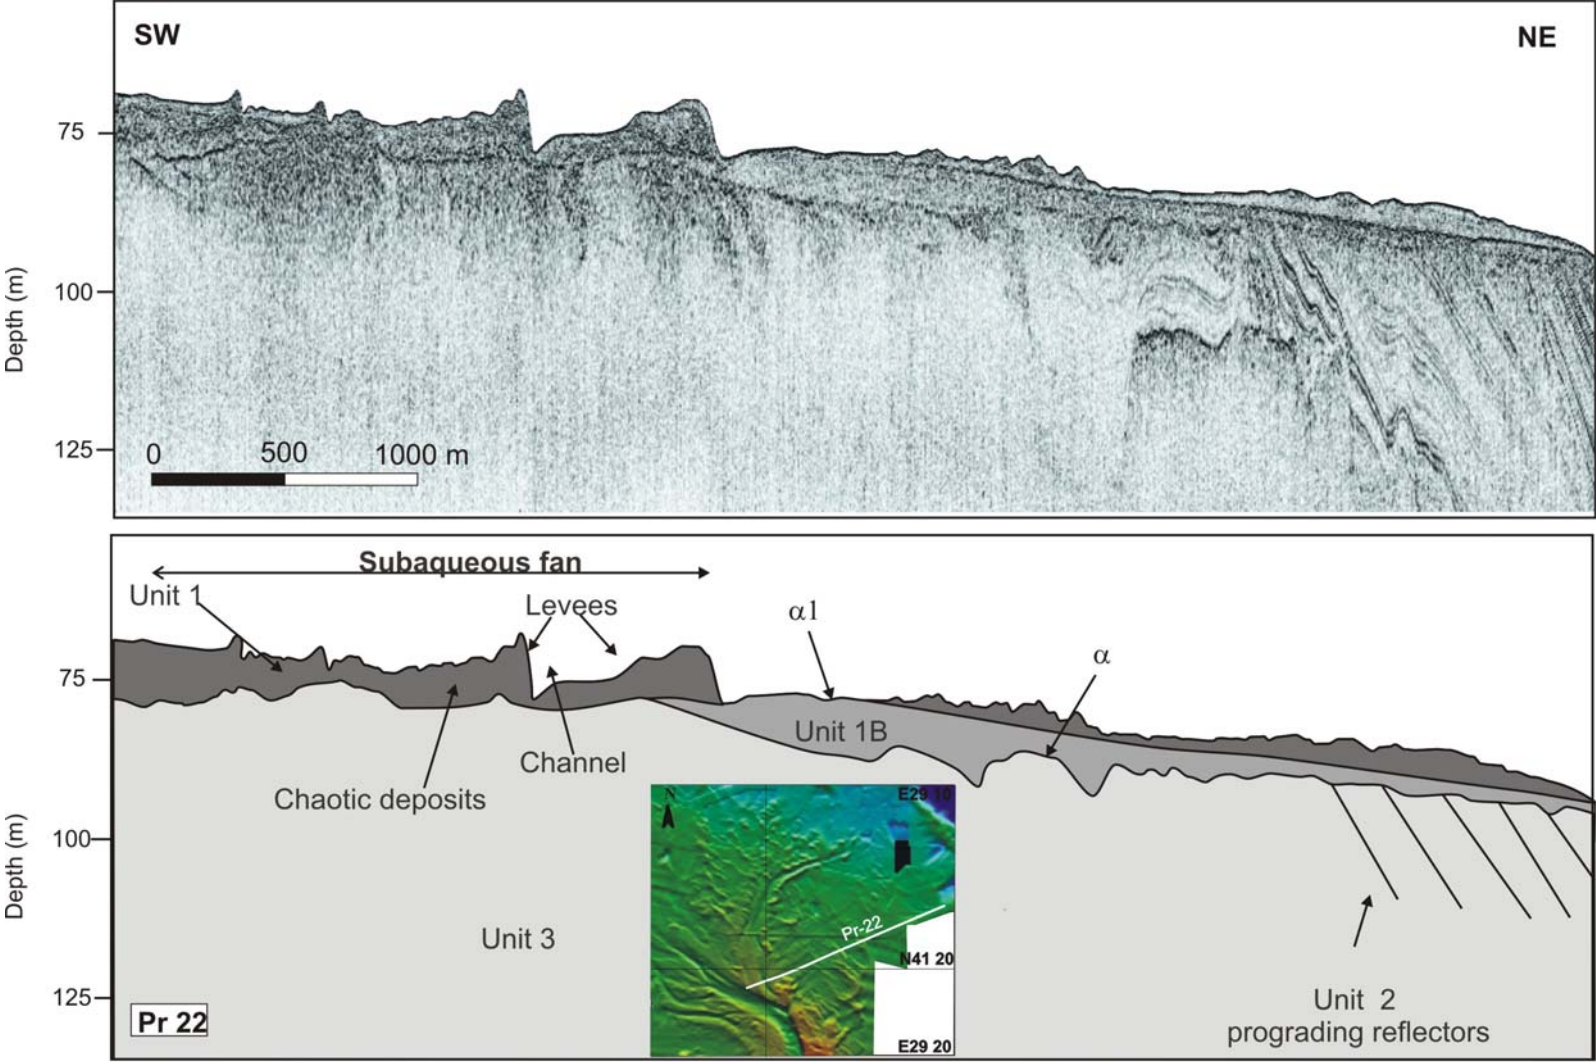 SW
NE
75
100
125
Depth (m)
0 500 1000 m
Subaqueous fan
Unit 1
Levees
α1
α
75
Unit 1B
Channel
Chaotic deposits
N
E29 10
100
Depth (m)
Pr-22
Unit 3
N41 20
125
Unit 2
prograding reflectors
Pr 22
E29 20